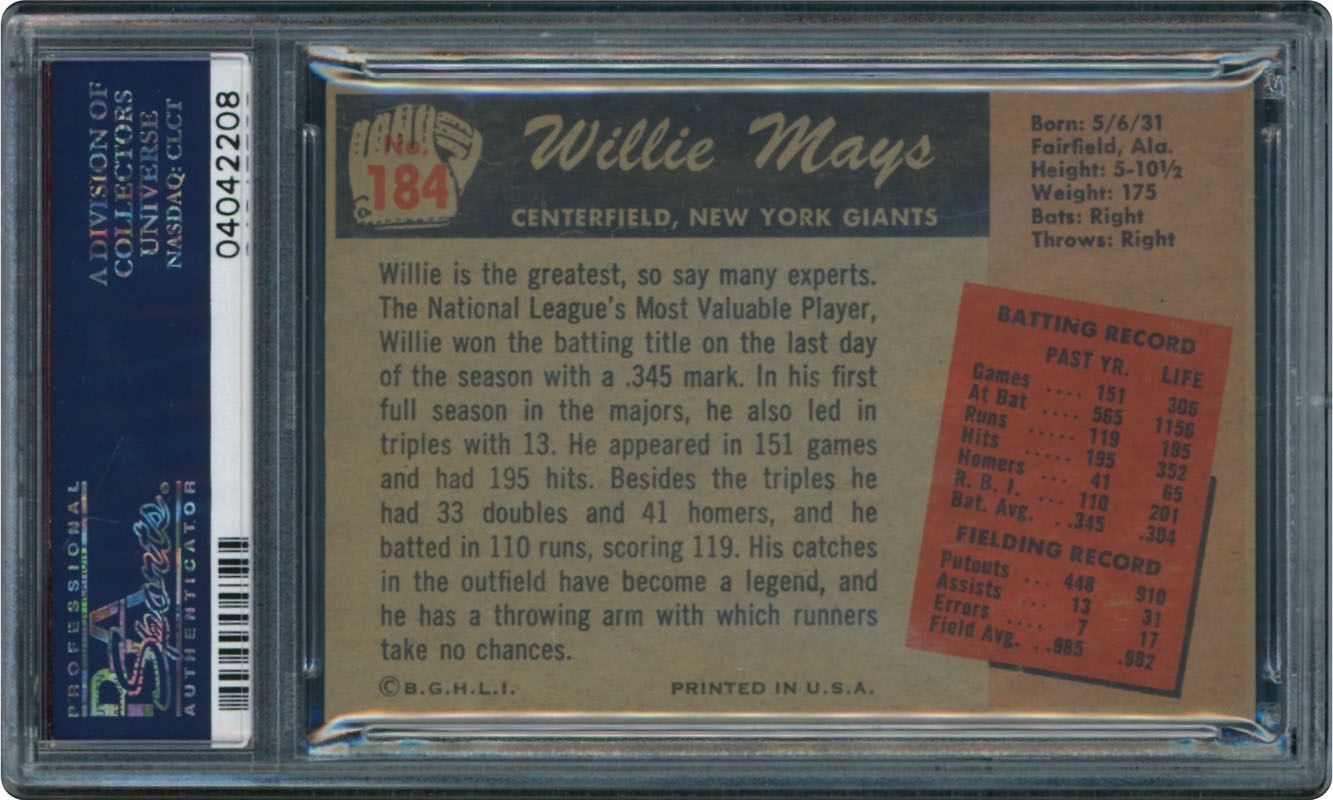 A DIVISION OF
COLLECTORS
UNIVERSE
NASDAQ: CLCT
PROFESSIONAL
PSA
Sports
AUTHENTICATOR
04042208
No.
184
Willie Mays
CENTERFIELD, NEW YORK GIANTS
Born: 5/6/31
Fairfield, Ala.
Height: 5-10½
Weight: 175
Bats: Right
Throws: Right
Willie is the greatest, so say many experts.
The National League's Most Valuable Player,
Willie won the batting title on the last day
of the season with a .345 mark. In his first
full season in the majors, he also led in
triples with 13. He appeared in 151 games
and had 195 hits. Besides the triples he
had 33 doubles and 41 homers, and he
batted in 110 runs, scoring 119. His catches
in the outfield have become a legend, and
he has a throwing arm with which runners
take no chances.
©B.G.H.L.I. PRINTED IN U.S.A.
BATTING RECORD
PAST YR. LIFE
Games .... 151 306
At Bat .... 565 1156
Runs ..... 119 195
Hits ..... 195 352
Homers ... 41 65
R. B. I. ... 110 201
Bat. Avg. ..345 .304
FIELDING RECORD
Putouts ... 448 910
Assists ... 13 31
Errors .... 7 17
Field Avg. ..985 .982